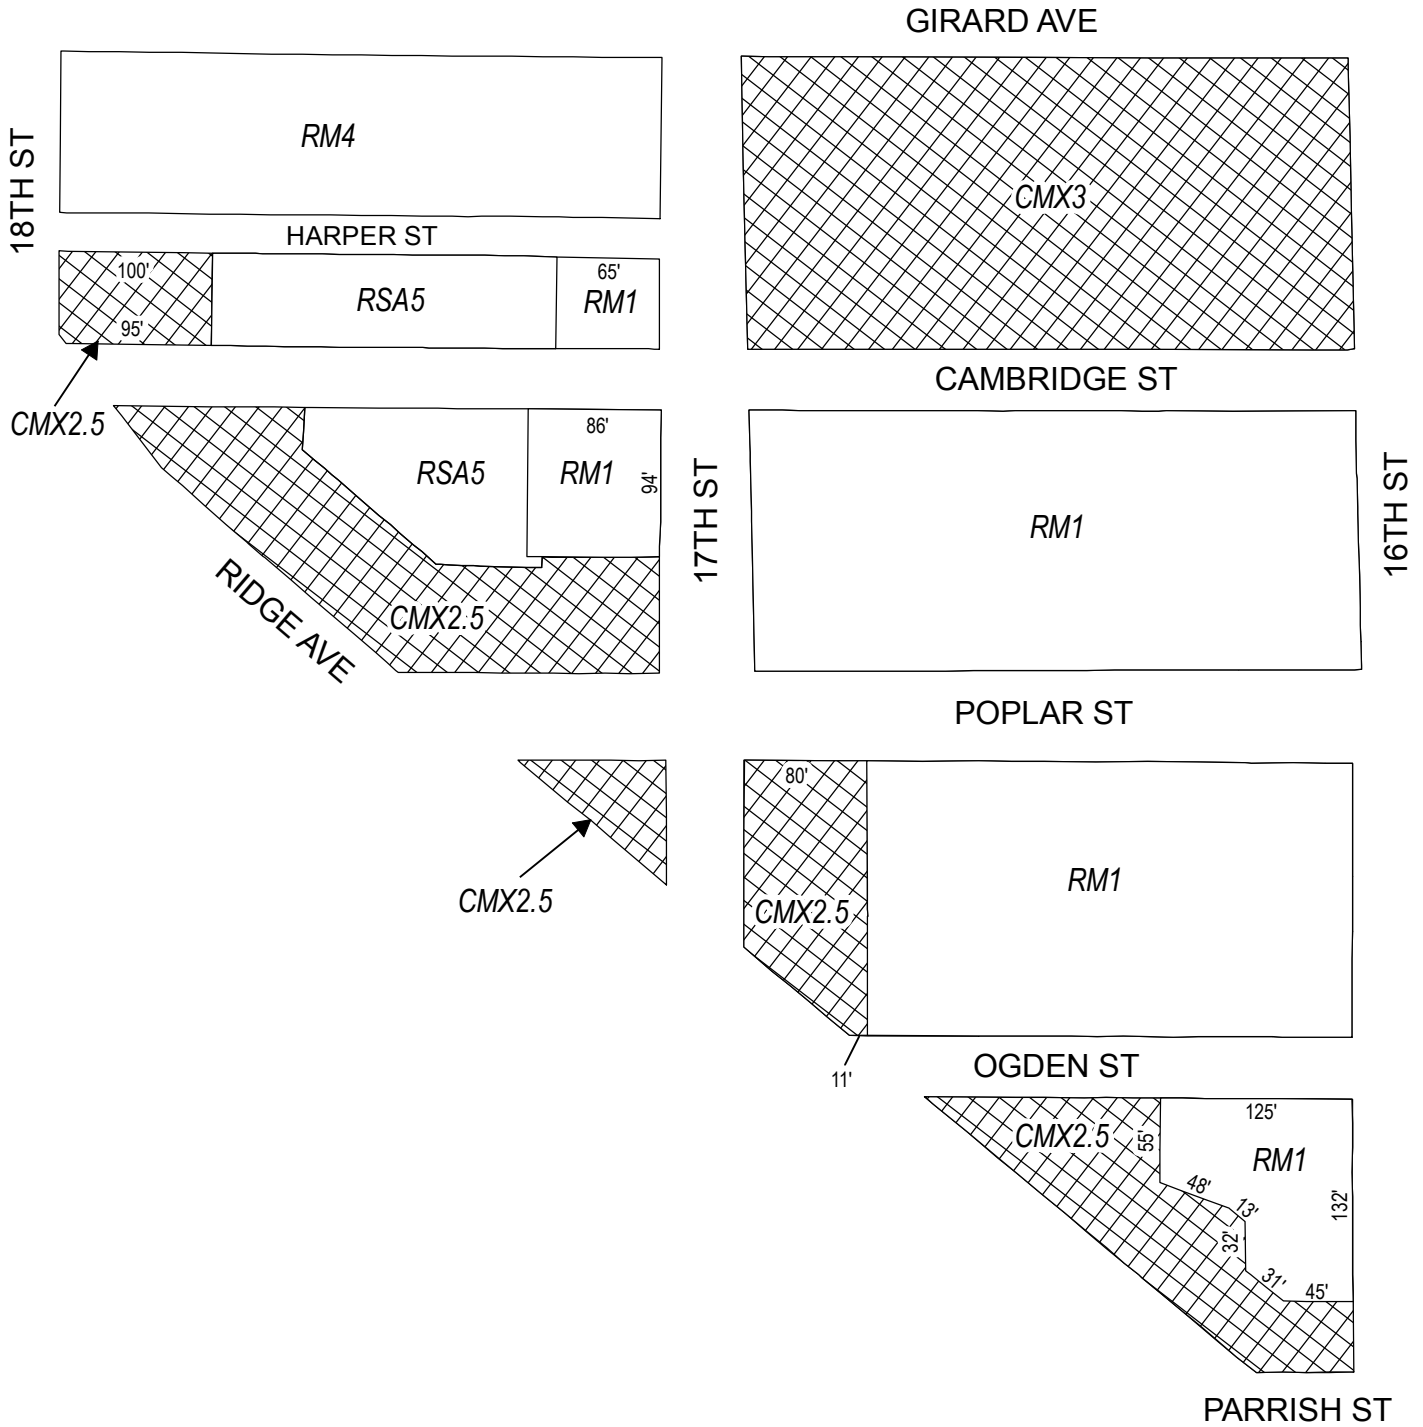 GIRARD AVE
18TH ST
RM4
CMX3
HARPER ST
100'
RSA5
65'
RM1
95'
CMX2.5
CAMBRIDGE ST
86'
RSA5
RM1
94'
17TH ST
RM1
16TH ST
RIDGE AVE
CMX2.5
POPLAR ST
80'
CMX2.5
CMX2.5
RM1
11'
OGDEN ST
CMX2.5
55'
125'
RM1
48'
13'
132'
32'
31'
45'
PARRISH ST